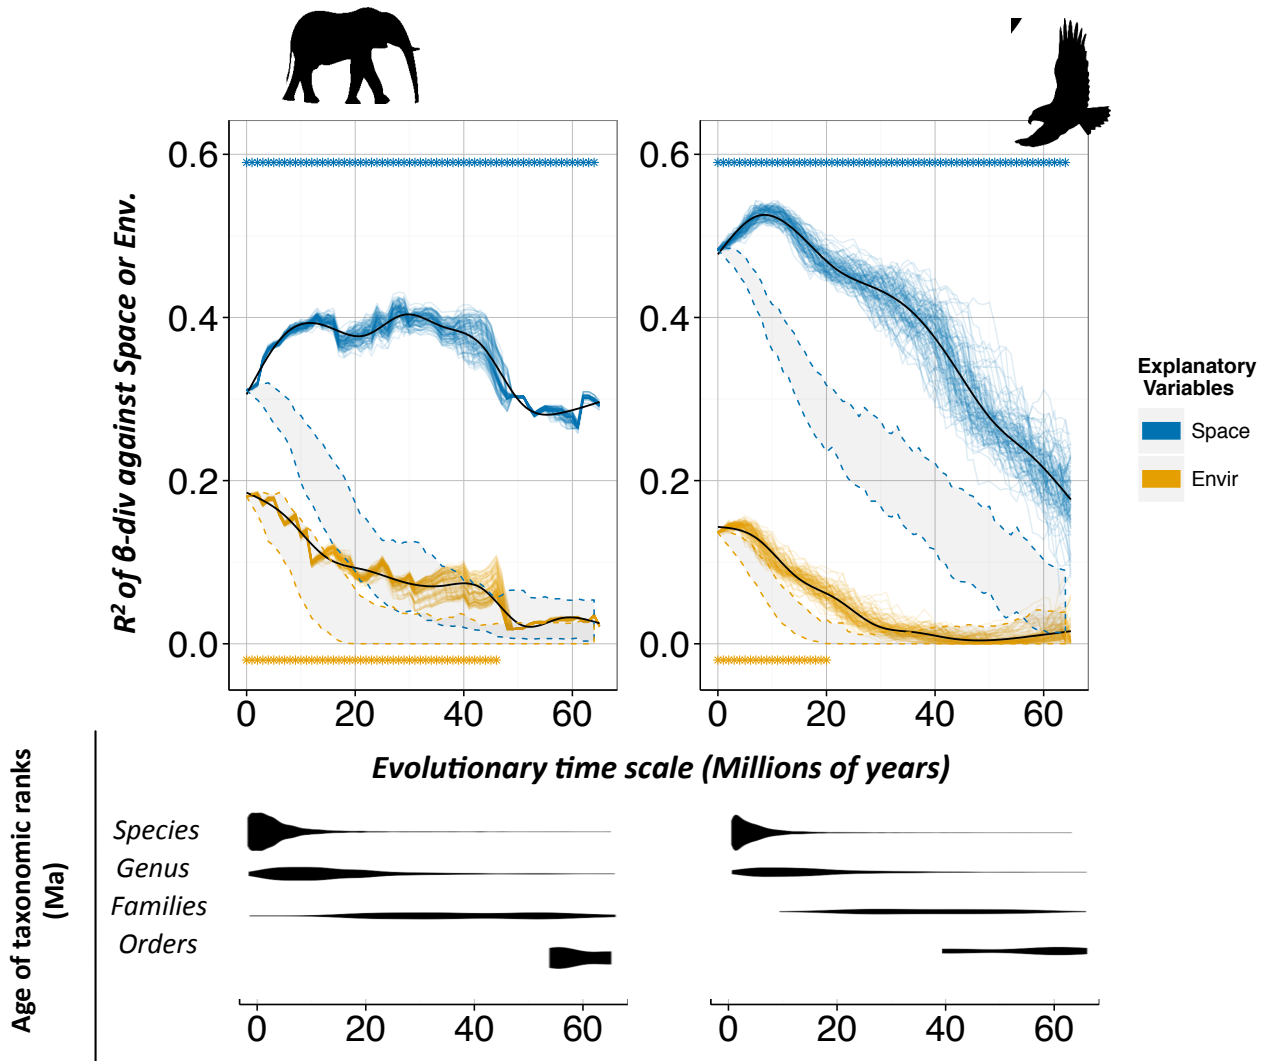 0.6
0.4
0.2
0.0
0 20 40 60
0.6
0.4
0.2
0.0
0 20 40 60
R² of β-div against Space or Env.
Evolutionary time scale (Millions of years)
Explanatory
Variables
Space
Envir
Age of taxonomic ranks
(Ma)
Species
Genus
Families
Orders
0 20 40 60
0 20 40 60